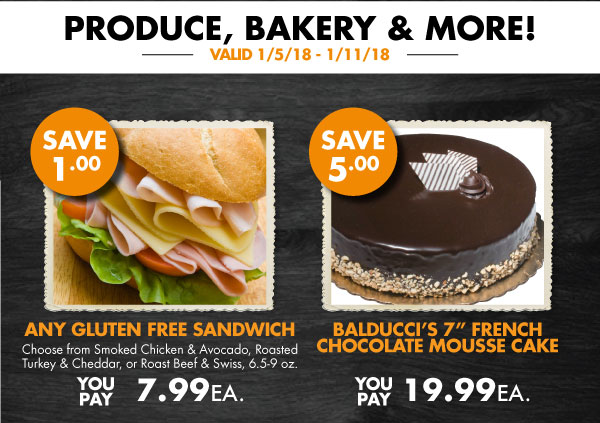 PRODUCE, BAKERY & MORE!
VALID 1/5/18 - 1/11/18
SAVE
1.00
ANY GLUTEN FREE SANDWICH
Choose from Smoked Chicken & Avocado, Roasted
Turkey & Cheddar, or Roast Beef & Swiss, 6.5-9 oz.
YOU
PAY 7.99EA.
SAVE
5.00
BALDUCCI'S 7” FRENCH
CHOCOLATE MOUSSE CAKE
YOU
PAY 19.99EA.